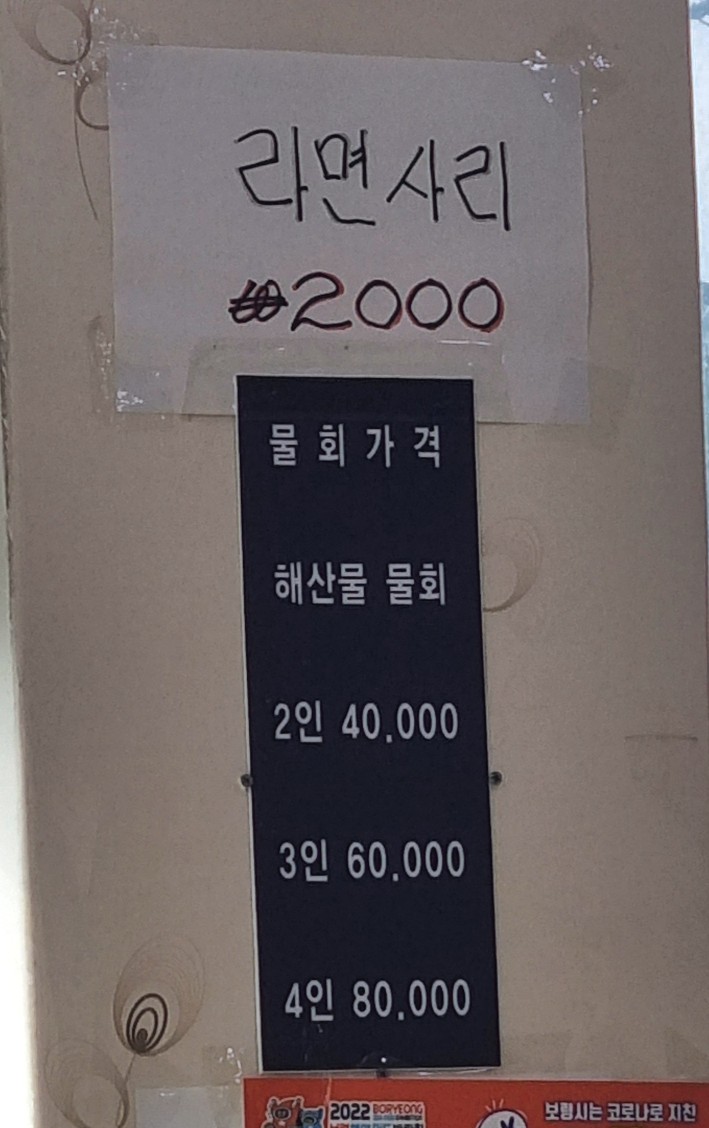 라면사리
₩2000
물회가격
해산물 물회
2인 40.000
3인 60.000
4인 80.000
2022 BORYEONG
보령시는 코로나로 지친